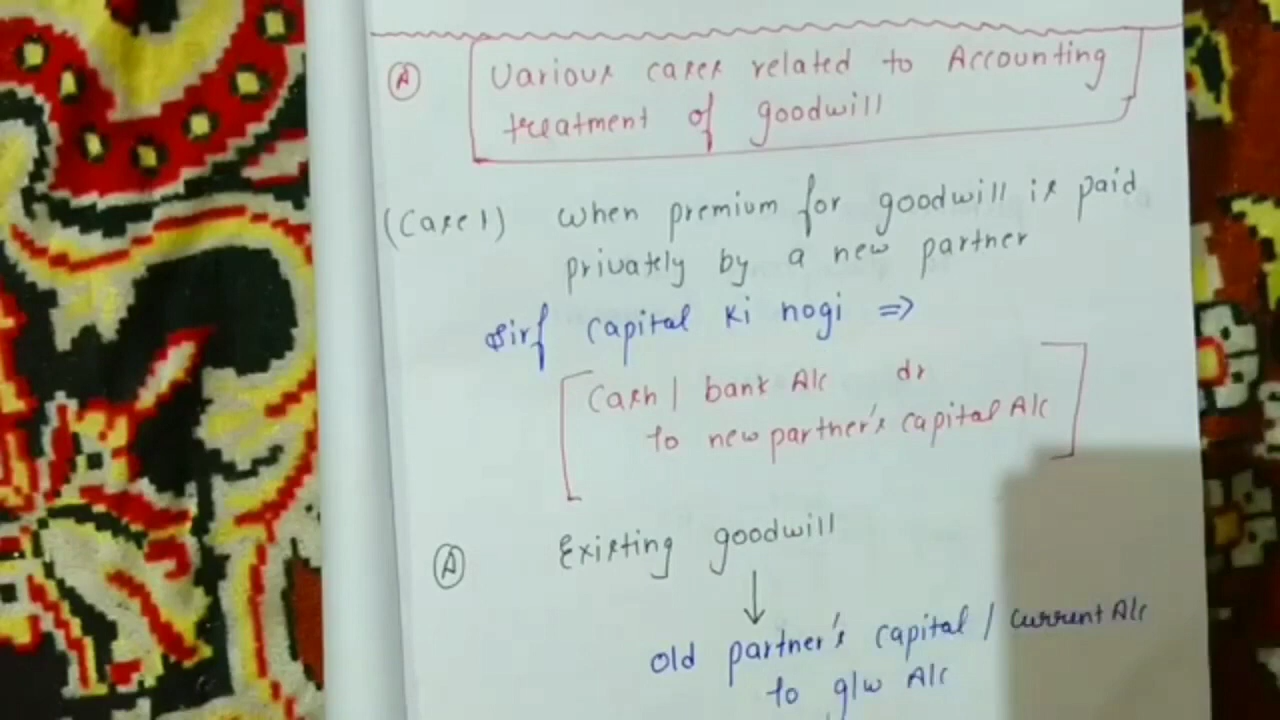 (A) Various cases related to Accounting
treatment of goodwill
(Case 1) When premium for goodwill is paid
privately by a new partner
Sirf capital ki hogi ⇒
[Cash / bank A/c dr
to new partner's capital A/c]
(A) Existing goodwill
↓
old partner's capital / current A/c
to g/w A/c